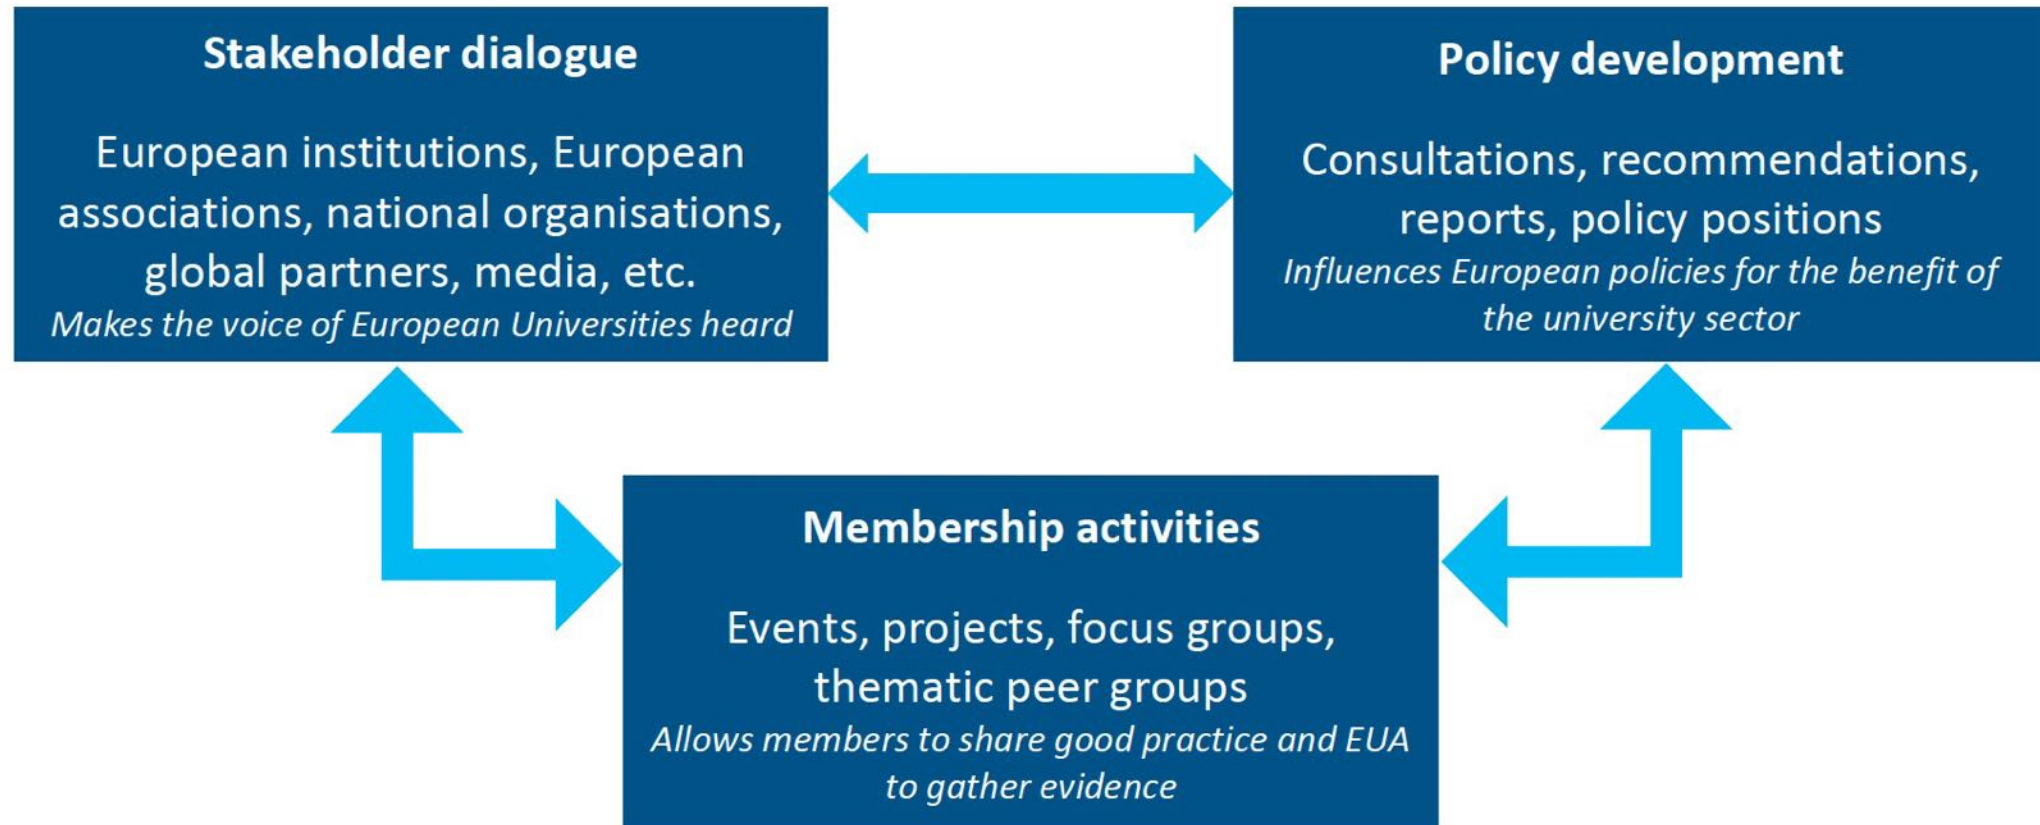 Stakeholder dialogue
European institutions, European
associations, national organisations,
global partners, media, etc.
Makes the voice of European Universities heard
Policy development
Consultations, recommendations,
reports, policy positions
Influences European policies for the benefit of
the university sector
Membership activities
Events, projects, focus groups,
thematic peer groups
Allows members to share good practice and EUA
to gather evidence